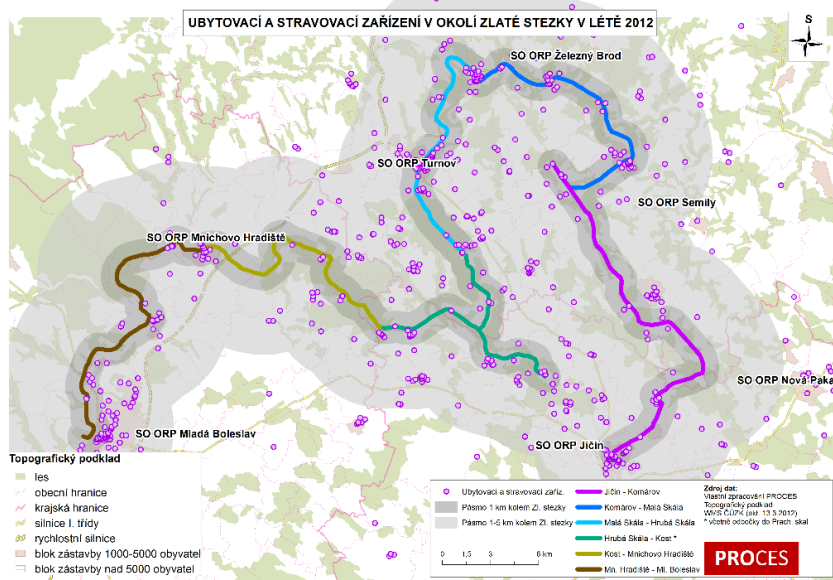 UBYTOVACÍ A STRAVOVACÍ ZAŘÍZENÍ V OKOLÍ ZLATÉ STEZKY V LÉTĚ 2012
S
SO ORP Železný Brod
SO ORP Turnov
SO ORP Semily
SO ORP Mnichovo Hradiště
SO ORP Nová Paka
SO ORP Mladá Boleslav
SO ORP Jičín
Topografický podklad
les
obecní hranice
krajská hranice
silnice I. třídy
rychlostní silnice
blok zástavby 1000-5000 obyvatel
blok zástavby nad 5000 obyvatel
Ubytovací a stravovací zaříz.
Pásmo 1 km kolem Zl. stezky
Pásmo 1-5 km kolem Zl. stezky
0 1,5 3 6 km
Jičín - Komárov
Komárov - Malá Skála
Malá Skála - Hrubá Skála
Hrubá Skála - Kost *
Kost - Mnichovo Hradiště
Mn. Hradiště - Ml. Boleslav
Zdroj dat:
Vlastní zpracování PROCES
Topografický podklad:
WMS ČÚZK (akt. 13.3.2012)
* včetně odbočky do Prach. skal
PROCES